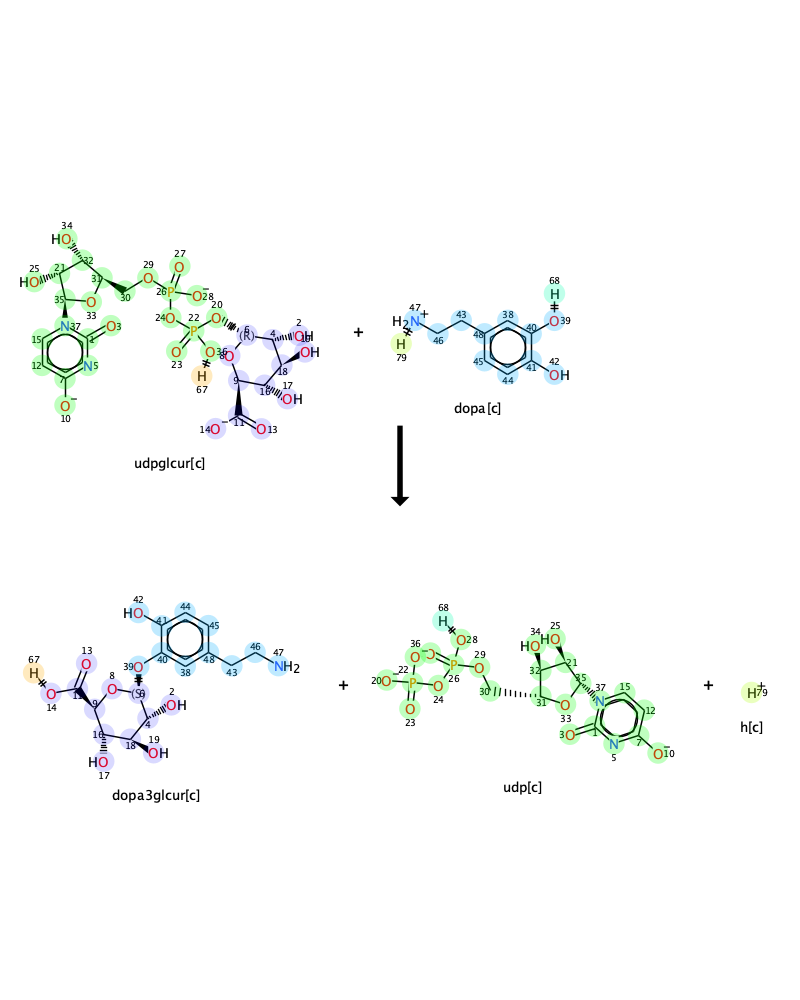 34
HO
32
25
21
HO
31
29
27
O
O
35
O
33
30
26 P
O⁻
28
24 O
20
O
22
P
6
(R)
4
2
OH
N 37
O 3
1
15
12
N 5
7
O⁻
10
O
23
O 36
H
67
8 O
19
OH
18
9
16
17
OH
11
14 O⁻
O 13
udpglcur[c]
+
47
H₂N⁺
H
79
46
43
48
38
40
45
44
41
68
H
O 39
42
OH
dopa[c]
42
HO
44
41
45
40
48
46
47
NH₂
39 O
38
43
13
O
67
H
O
14
11
8
O
(S)
9
2
OH
4
16
18
19
OH
HO
17
dopa3glcur[c]
+
68
H
36
O
O
O 28
29
O
22
20 O⁻
P
P
26
O
24
O
23
30
34
HO
25
HO
32
21
35
31
O
33
37
N
15
12
3 O
1
N
5
7
O⁻ 10
udp[c]
+
H⁺ 79
h[c]